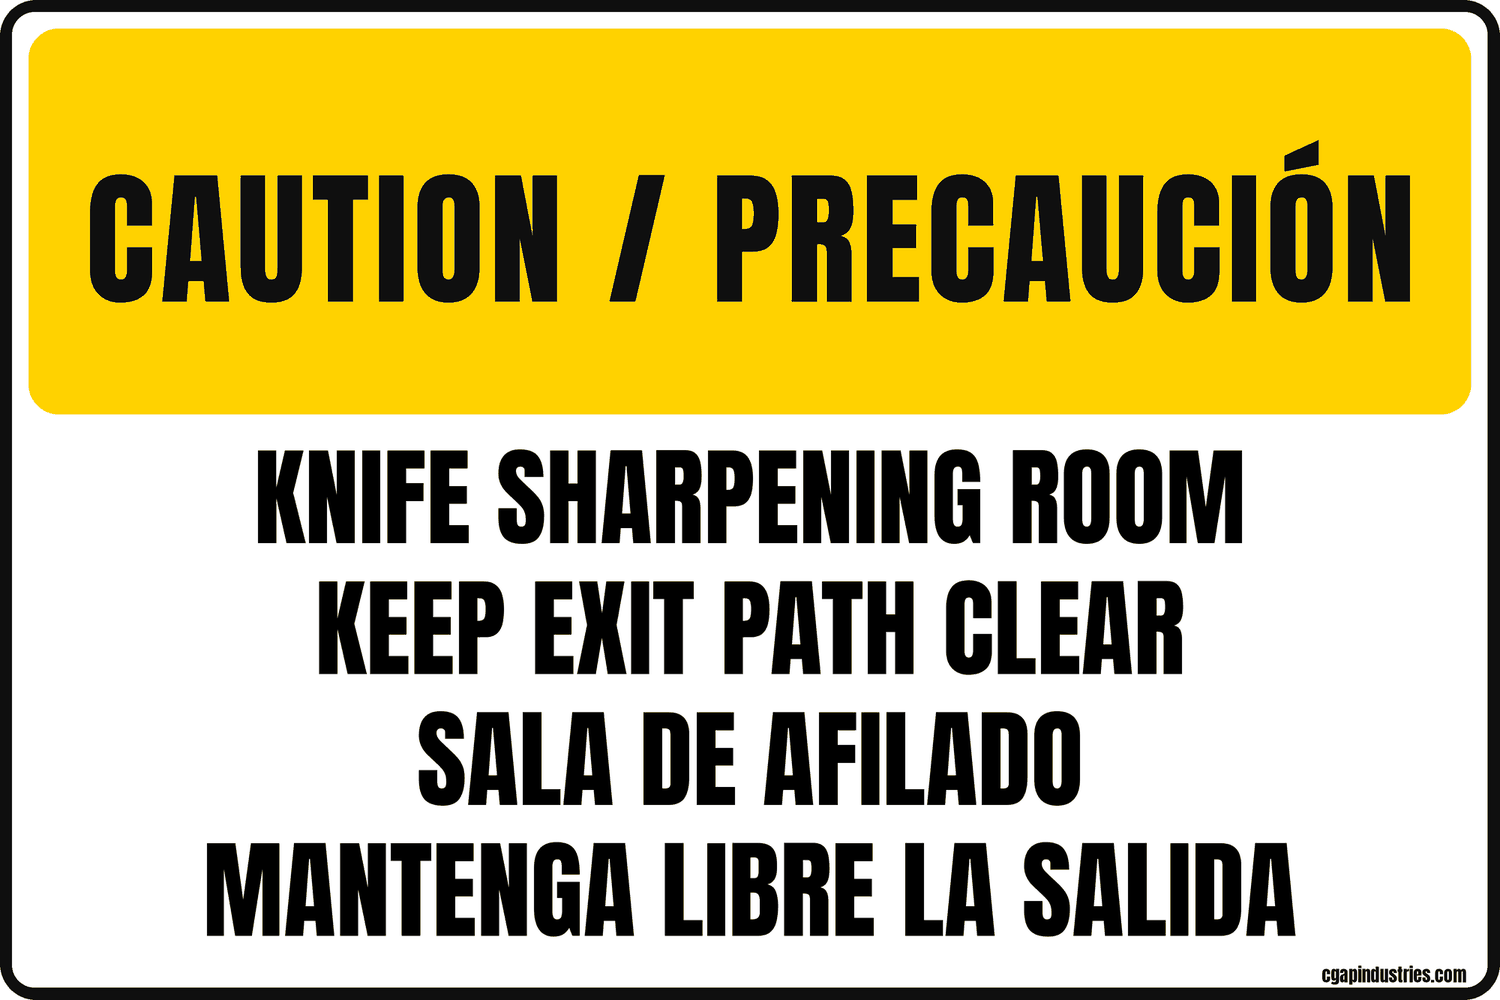 CAUTION / PRECAUCIÓN
KNIFE SHARPENING ROOM
KEEP EXIT PATH CLEAR
SALA DE AFILADO
MANTENGA LIBRE LA SALIDA
cgapindustries.com